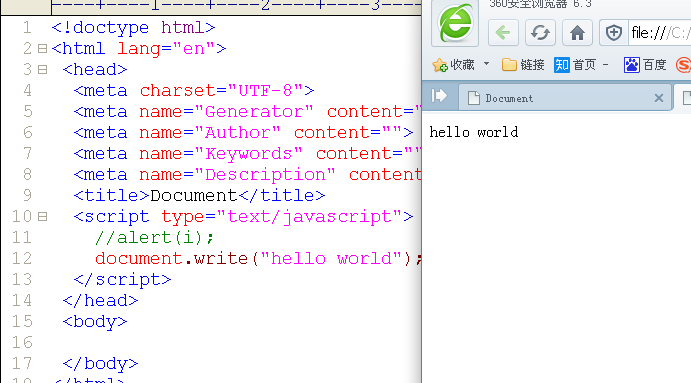 |----+----1----+----2----+----3----
1 <!doctype html>
2 <html lang="en">
3 <head>
4 <meta charset="UTF-8">
5 <meta name="Generator" content="
6 <meta name="Author" content="">
7 <meta name="Keywords" content=""
8 <meta name="Description" content
9 <title>Document</title>
10 <script type="text/javascript">
11 //alert(i);
12 document.write("hello world");
13 </script>
14 </head>
15 <body>
16
17 </body>
18 </html>
360安全浏览器 6.3
file:///C:/
收藏 链接 知 首页 百度
Document
hello world